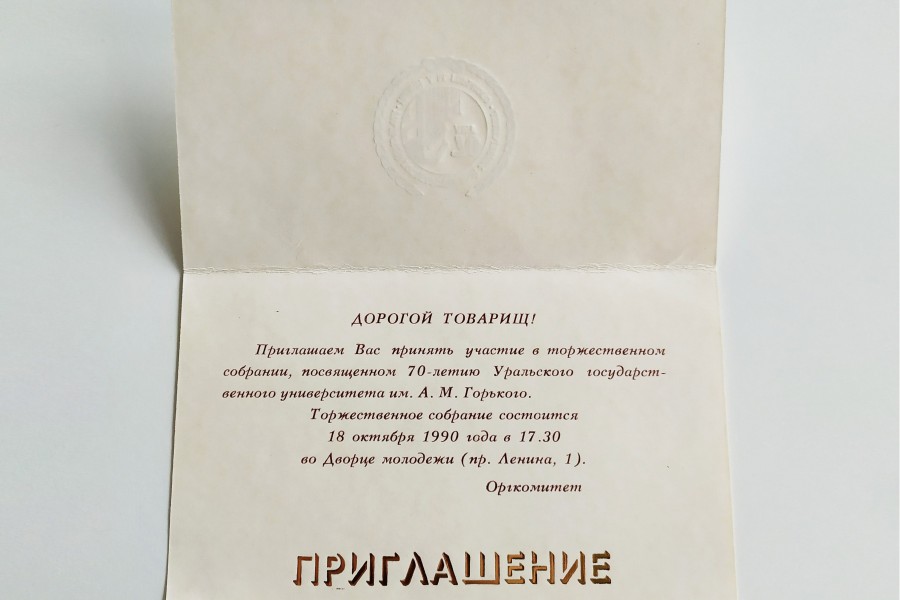 ДОРОГОЙ ТОВАРИЩ!
Приглашаем Вас принять участие в торжественном
собрании, посвященном 70-летию Уральского государст-
венного университета им. А. М. Горького.
Торжественное собрание состоится
18 октября 1990 года в 17.30
во Дворце молодежи (пр. Ленина, 1).
Оргкомитет
ПРИГЛАШЕНИЕ